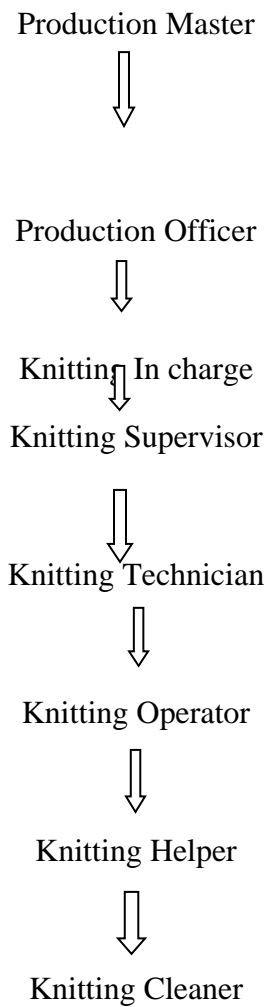 Production Master
Production Officer
Knitting In charge
Knitting Supervisor
Knitting Technician
Knitting Operator
Knitting Helper
Knitting Cleaner